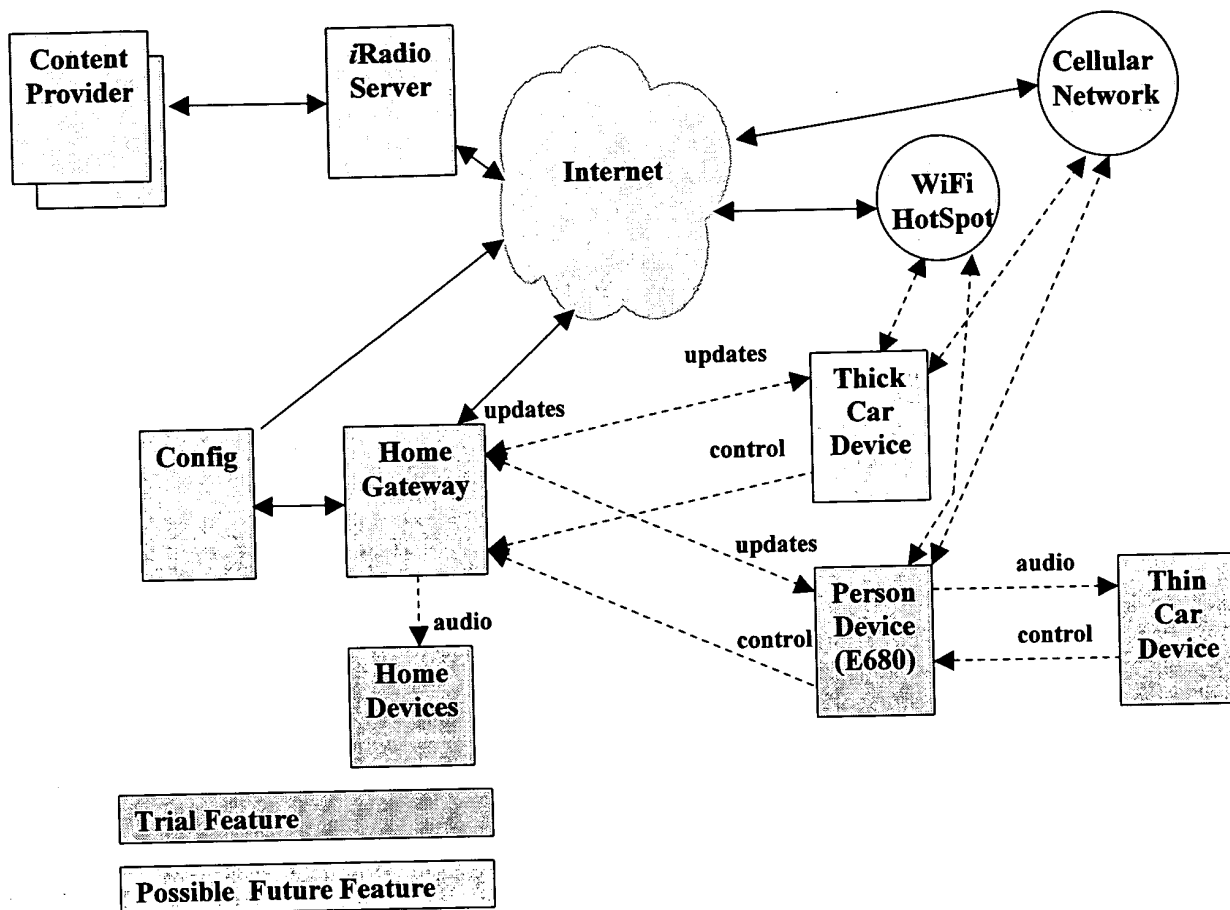 Content
Provider
iRadio
Server
Internet
Cellular
Network
WiFi
HotSpot
updates
Thick
Car
Device
updates
control
Config
Home
Gateway
updates
audio
Person
Device
(E680)
control
audio
control
Thin
Car
Device
Home
Devices
Trial Feature
Possible Future Feature